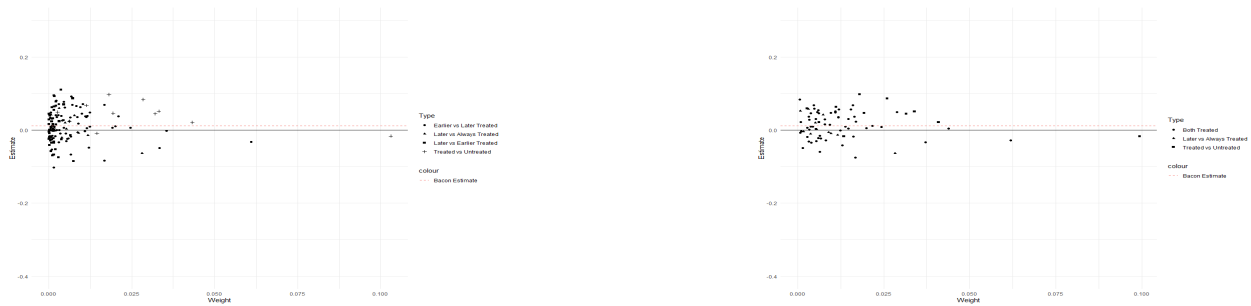 0.2
0.0
-0.2
-0.4
Estimate
0.000
0.025
0.050
0.075
0.100
Weight
Type
Earlier vs Later Treated
Later vs Always Treated
Later vs Earlier Treated
Treated vs Untreated
colour
Bacon Estimate
0.2
0.0
-0.2
-0.4
Estimate
0.000
0.025
0.050
0.075
0.100
Weight
Type
Both Treated
Later vs Always Treated
Treated vs Untreated
colour
Bacon Estimate